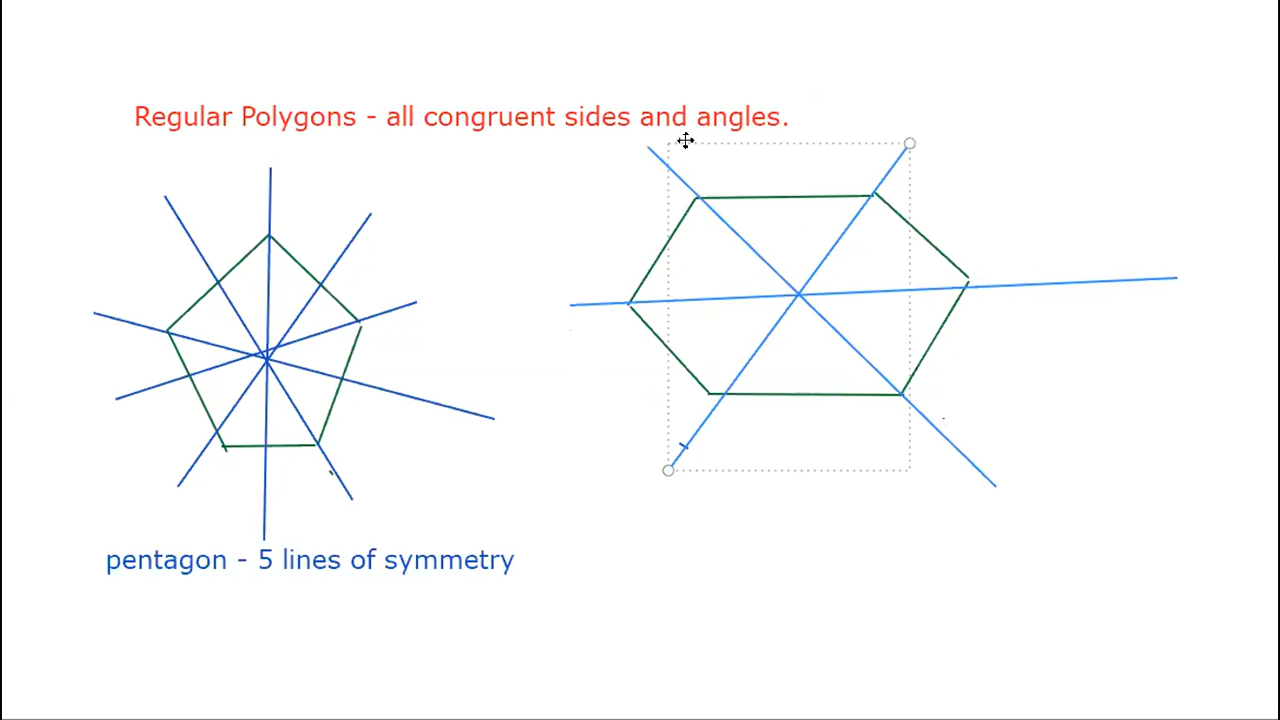 Regular Polygons - all congruent sides and angles.
pentagon - 5 lines of symmetry